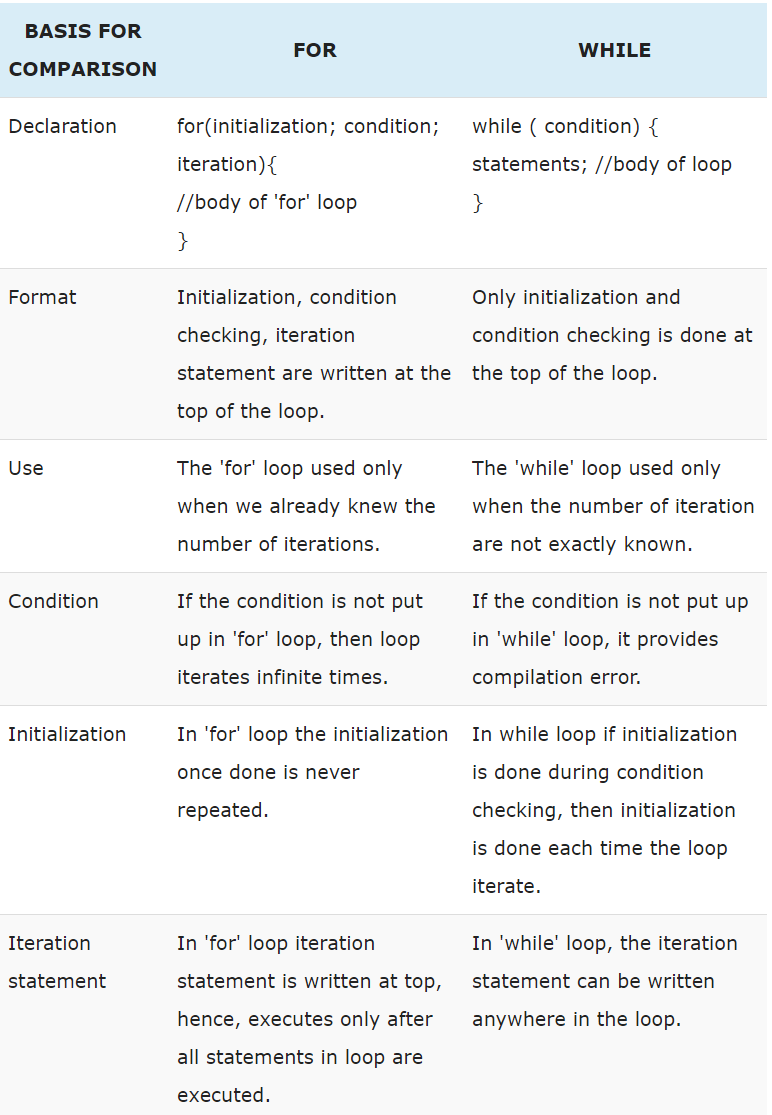 BASIS FOR
COMPARISON
FOR
WHILE
Declaration
for(initialization; condition;
iteration){
//body of 'for' loop
}
while ( condition) {
statements; //body of loop
}
Format
Initialization, condition
checking, iteration
statement are written at the
top of the loop.
Only initialization and
condition checking is done at
the top of the loop.
Use
The 'for' loop used only
when we already knew the
number of iterations.
The 'while' loop used only
when the number of iteration
are not exactly known.
Condition
If the condition is not put
up in 'for' loop, then loop
iterates infinite times.
If the condition is not put up
in 'while' loop, it provides
compilation error.
Initialization
In 'for' loop the initialization
once done is never
repeated.
In while loop if initialization
is done during condition
checking, then initialization
is done each time the loop
iterate.
Iteration
statement
In 'for' loop iteration
statement is written at top,
hence, executes only after
all statements in loop are
executed.
In 'while' loop, the iteration
statement can be written
anywhere in the loop.